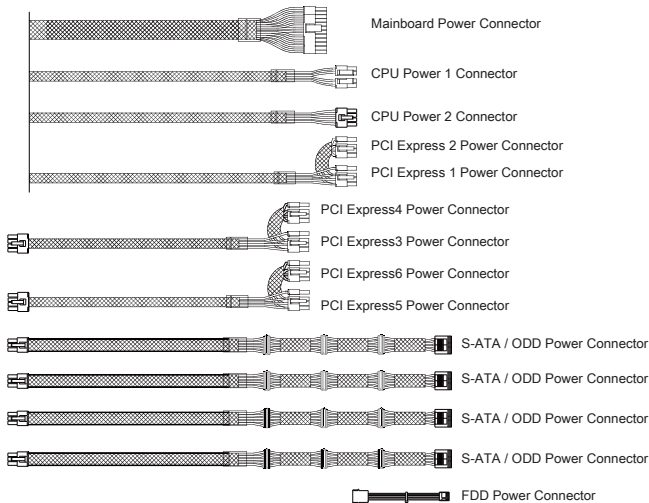 Mainboard Power Connector
CPU Power 1 Connector
CPU Power 2 Connector
PCI Express 2 Power Connector
PCI Express 1 Power Connector
PCI Express4 Power Connector
PCI Express3 Power Connector
PCI Express6 Power Connector
PCI Express5 Power Connector
S-ATA / ODD Power Connector
S-ATA / ODD Power Connector
S-ATA / ODD Power Connector
S-ATA / ODD Power Connector
FDD Power Connector